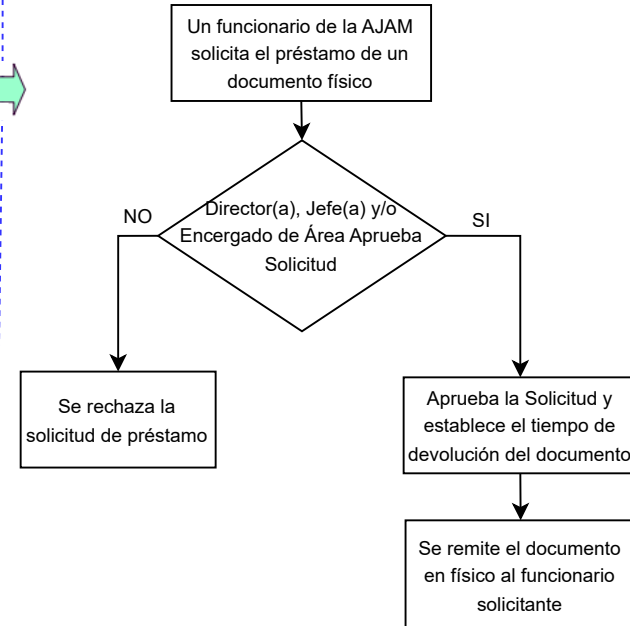 Un funcionario de la AJAM
solicita el préstamo de un
documento físico
Director(a), Jefe(a) y/o
Encergado de Área Aprueba
Solicitud
NO
SI
Se rechaza la
solicitud de préstamo
Aprueba la Solicitud y
establece el tiempo de
devolución del documento
Se remite el documento
en físico al funcionario
solicitante